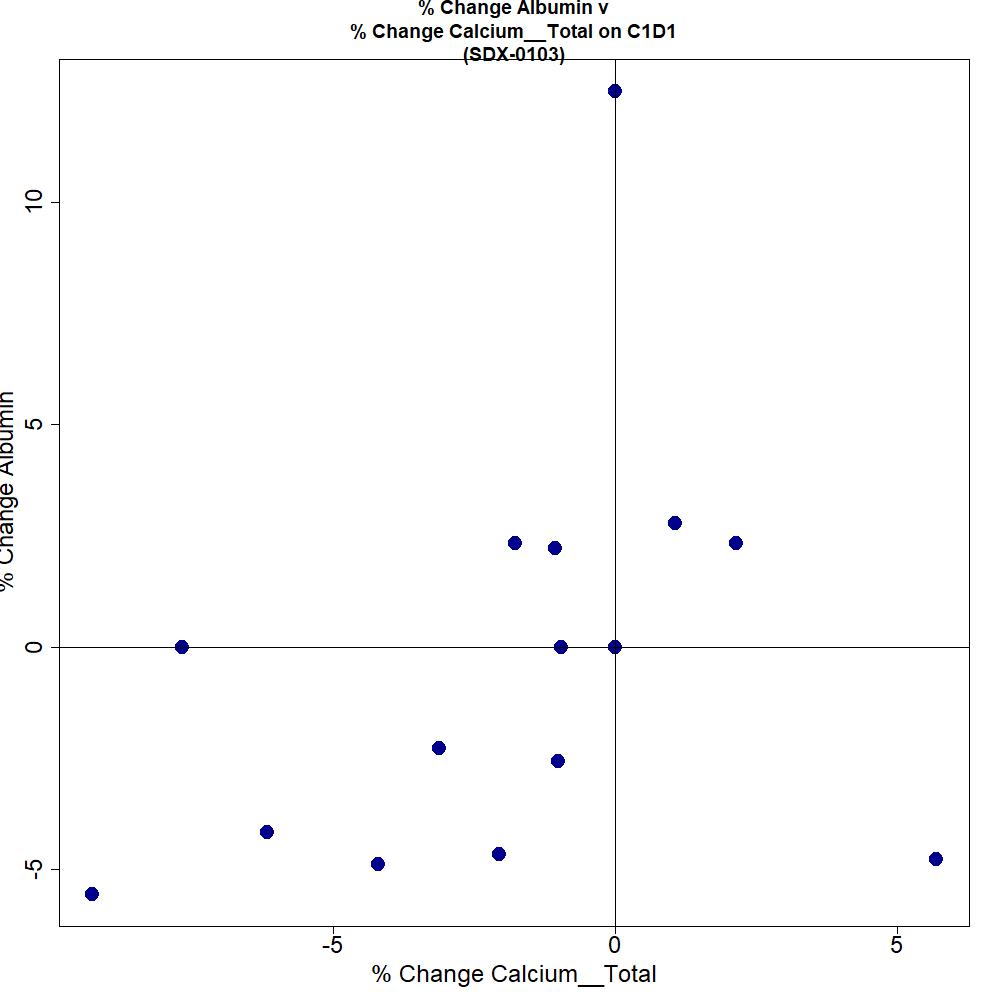 % Change Albumin v
% Change Calcium__Total on C1D1
(SDX-0103)
% Change Albumin
10
5
0
-5
-5
0
5
% Change Calcium__Total